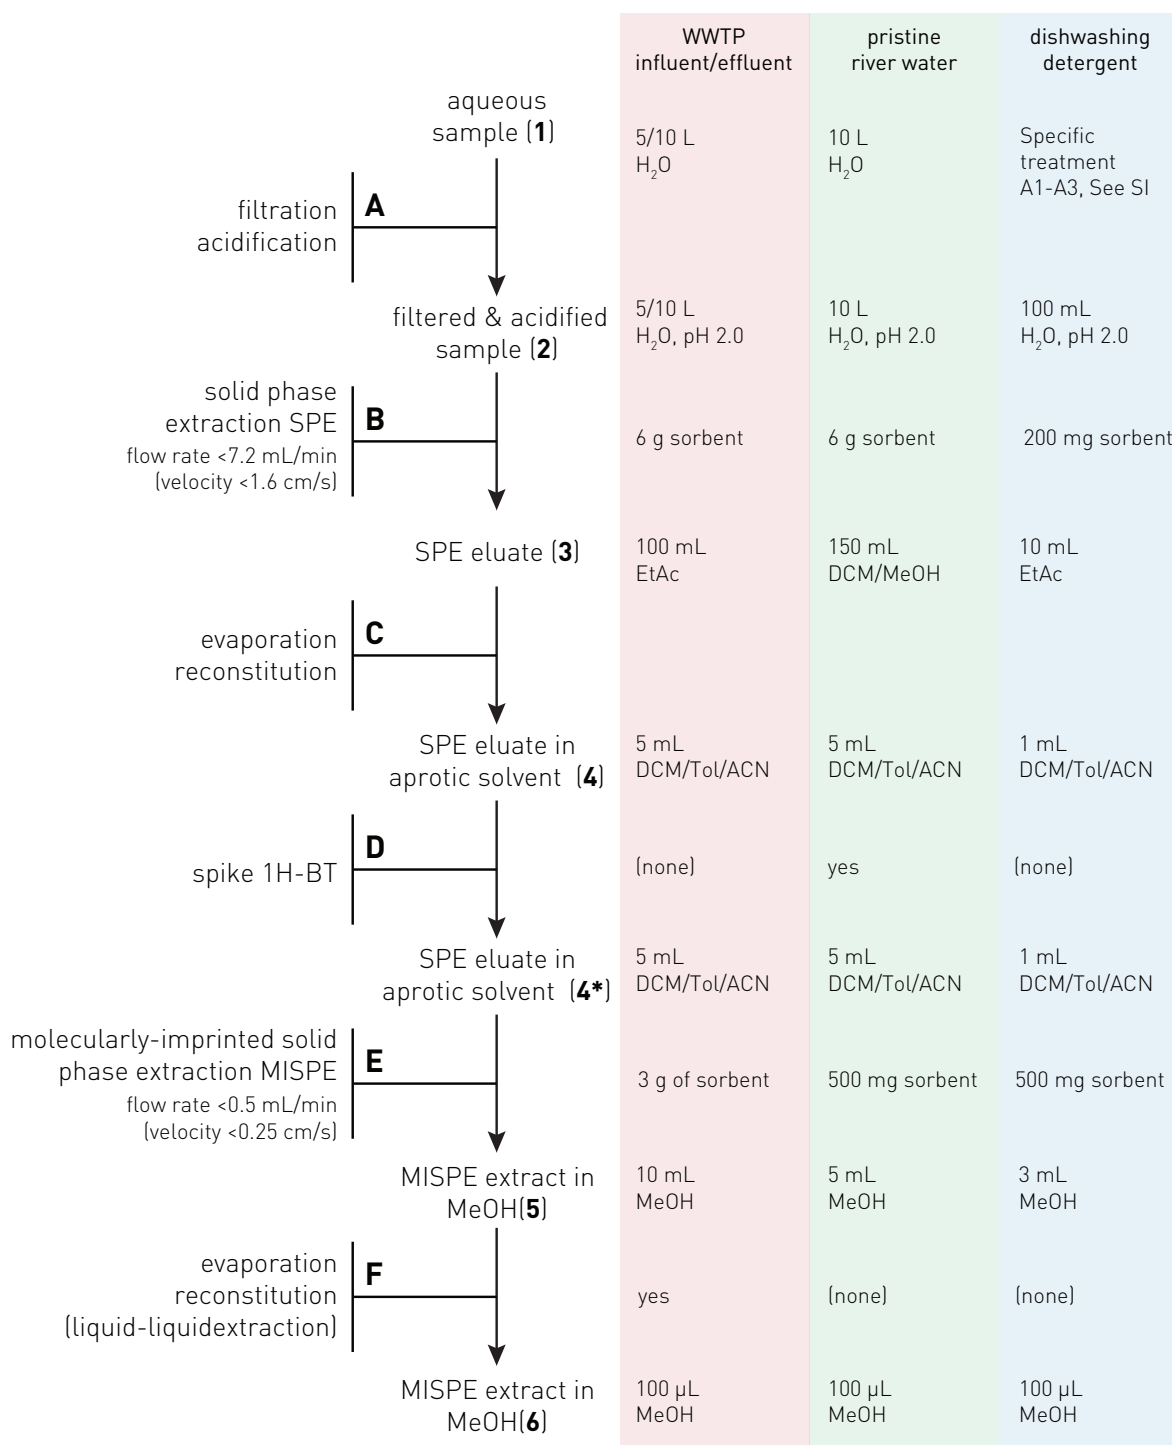 WWTP
influent/effluent
pristine
river water
dishwashing
detergent
aqueous
sample (1)
5/10 L
H₂O
10 L
H₂O
Specific
treatment
A1-A3, See SI
filtration
acidification
A
filtered & acidified
sample (2)
5/10 L
H₂O, pH 2.0
10 L
H₂O, pH 2.0
100 mL
H₂O, pH 2.0
solid phase
extraction SPE
flow rate <7.2 mL/min
(velocity <1.6 cm/s)
B
6 g sorbent
6 g sorbent
200 mg sorbent
SPE eluate (3)
100 mL
EtAc
150 mL
DCM/MeOH
10 mL
EtAc
evaporation
reconstitution
C
SPE eluate in
aprotic solvent (4)
5 mL
DCM/Tol/ACN
5 mL
DCM/Tol/ACN
1 mL
DCM/Tol/ACN
spike 1H-BT
D
(none)
yes
(none)
SPE eluate in
aprotic solvent (4*)
5 mL
DCM/Tol/ACN
5 mL
DCM/Tol/ACN
1 mL
DCM/Tol/ACN
molecularly-imprinted solid
phase extraction MISPE
flow rate <0.5 mL/min
(velocity <0.25 cm/s)
E
3 g of sorbent
500 mg sorbent
500 mg sorbent
MISPE extract in
MeOH(5)
10 mL
MeOH
5 mL
MeOH
3 mL
MeOH
evaporation
reconstitution
(liquid-liquidextraction)
F
yes
(none)
(none)
MISPE extract in
MeOH(6)
100 µL
MeOH
100 µL
MeOH
100 µL
MeOH